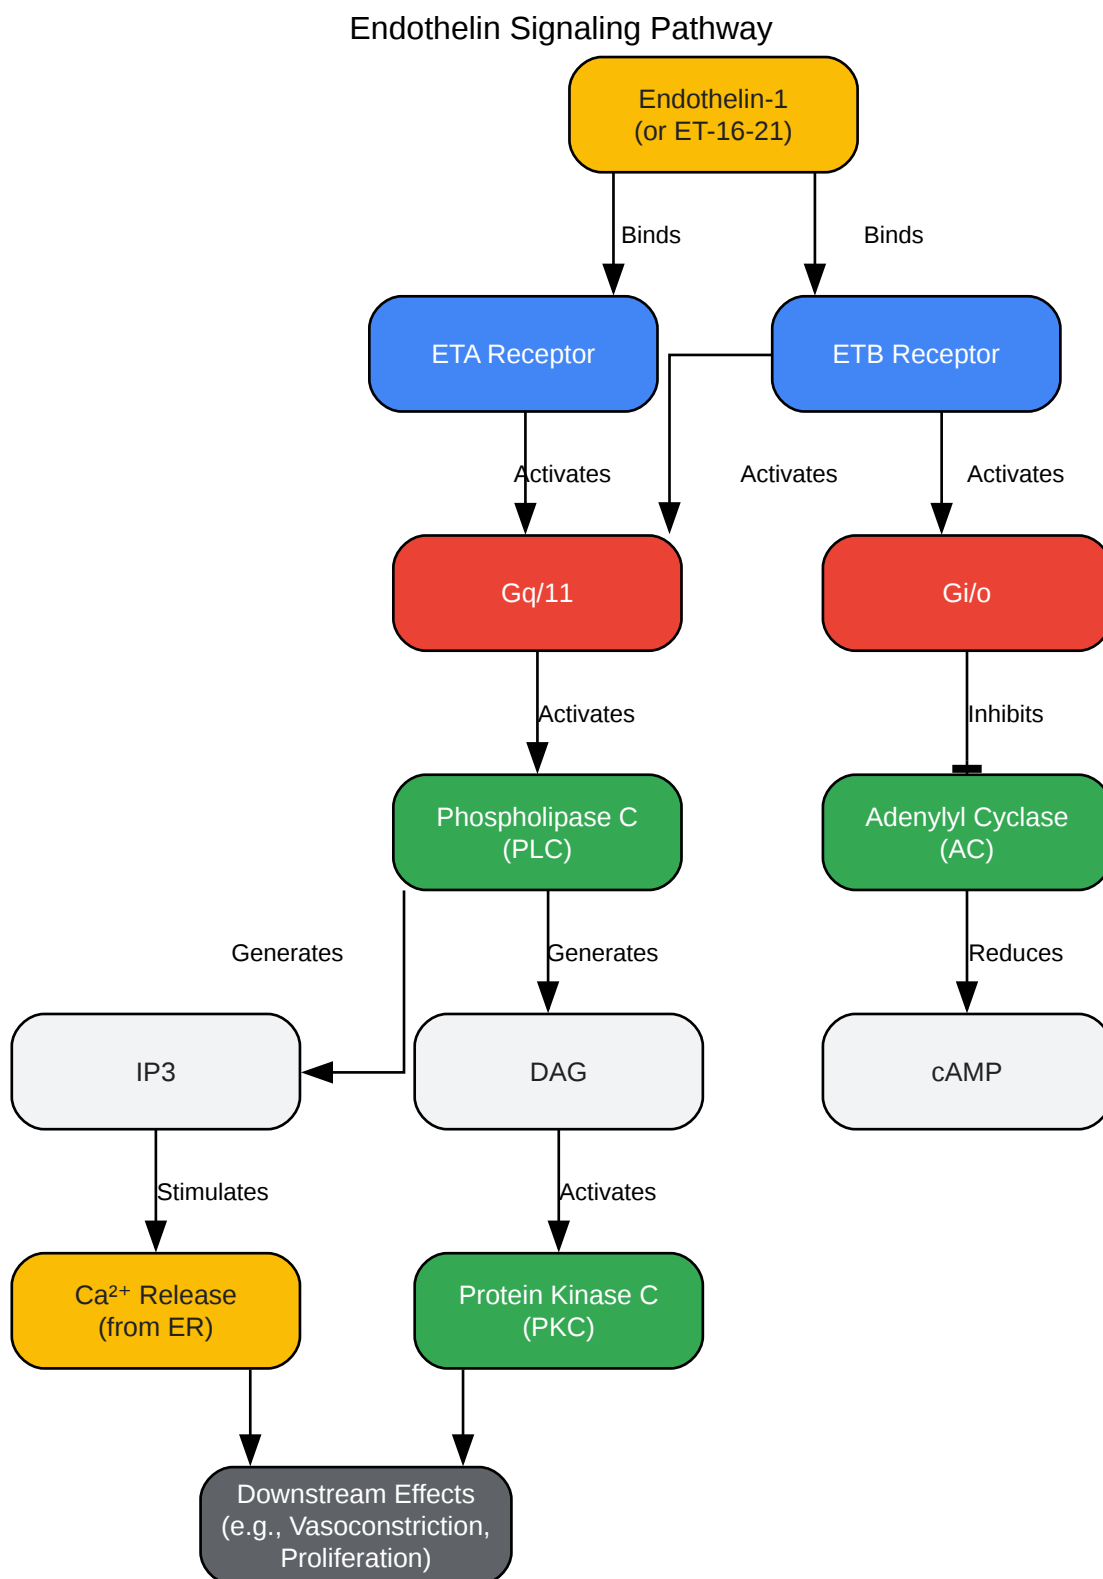 Endothelin Signaling Pathway
Endothelin-1
(or ET-16-21)
Binds
Binds
ETA Receptor
ETB Receptor
Activates
Activates
Activates
Gq/11
Gi/o
Activates
Inhibits
Phospholipase C
(PLC)
Adenylyl Cyclase
(AC)
Generates
Generates
Reduces
IP3
DAG
cAMP
Stimulates
Activates
Ca²⁺ Release
(from ER)
Protein Kinase C
(PKC)
Downstream Effects
(e.g., Vasoconstriction,
Proliferation)